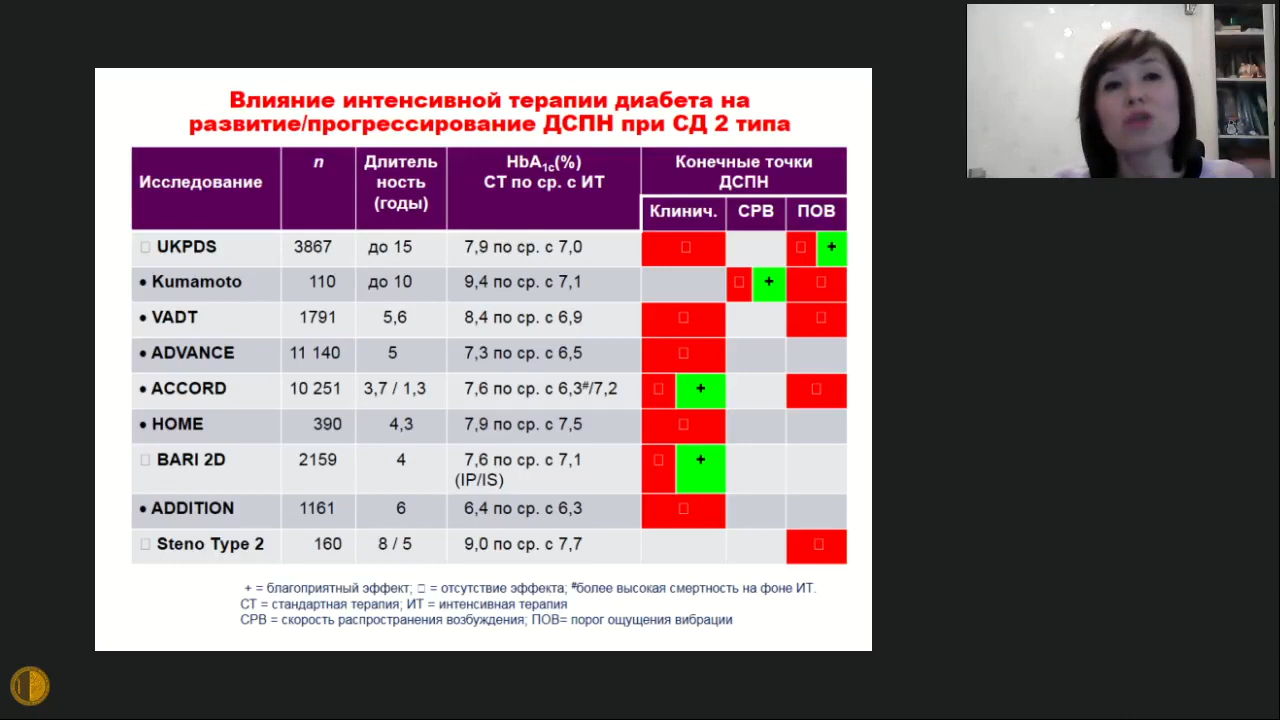 Влияние интенсивной терапии диабета на
развитие/прогрессирование ДСПН при СД 2 типа
Исследование n Длитель HbA1c(%) Конечные точки
ность СТ по ср. с ИТ ДСПН
(годы)
Клинич. СРВ ПОВ
□ UKPDS 3867 до 15 7,9 по ср. с 7,0 □ □ +
• Kumamoto 110 до 10 9,4 по ср. с 7,1 □ + □
• VADT 1791 5,6 8,4 по ср. с 6,9 □ □
• ADVANCE 11 140 5 7,3 по ср. с 6,5 □
• ACCORD 10 251 3,7 / 1,3 7,6 по ср. с 6,3#/7,2 □ + □
• HOME 390 4,3 7,9 по ср. с 7,5 □
□ BARI 2D 2159 4 7,6 по ср. с 7,1 □ +
(IP/IS)
• ADDITION 1161 6 6,4 по ср. с 6,3 □
□ Steno Type 2 160 8 / 5 9,0 по ср. с 7,7 □
+ = благоприятный эффект; □ = отсутствие эффекта; #более высокая смертность на фоне ИТ.
СТ = стандартная терапия; ИТ = интенсивная терапия
СРВ = скорость распространения возбуждения; ПОВ= порог ощущения вибрации